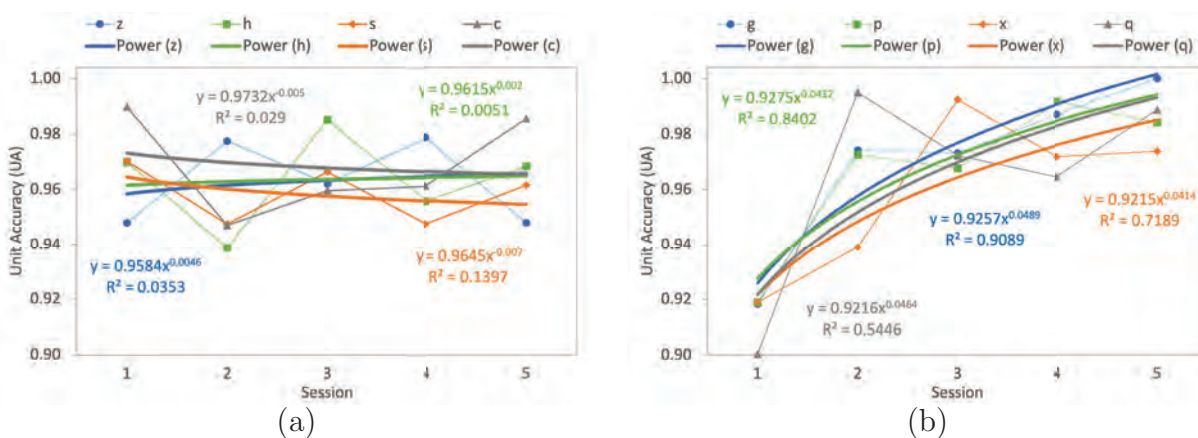 z h s c
Power (z) Power (h) Power (s) Power (c)
1.00
0.98
0.96
0.94
0.92
0.90
Unit Accuracy (UA)
y = 0.9732x^-0.005
R² = 0.029
y = 0.9615x^0.002
R² = 0.0051
y = 0.9584x^0.0046
R² = 0.0353
y = 0.9645x^-0.007
R² = 0.1397
1 2 3 4 5
Session
(a)
g p x q
Power (g) Power (p) Power (x) Power (q)
1.00
0.98
0.96
0.94
0.92
0.90
Unit Accuracy (UA)
y = 0.9275x^0.0437
R² = 0.8402
y = 0.9257x^0.0489
R² = 0.9089
y = 0.9215x^0.0414
R² = 0.7189
y = 0.9216x^0.0464
R² = 0.5446
1 2 3 4 5
Session
(b)